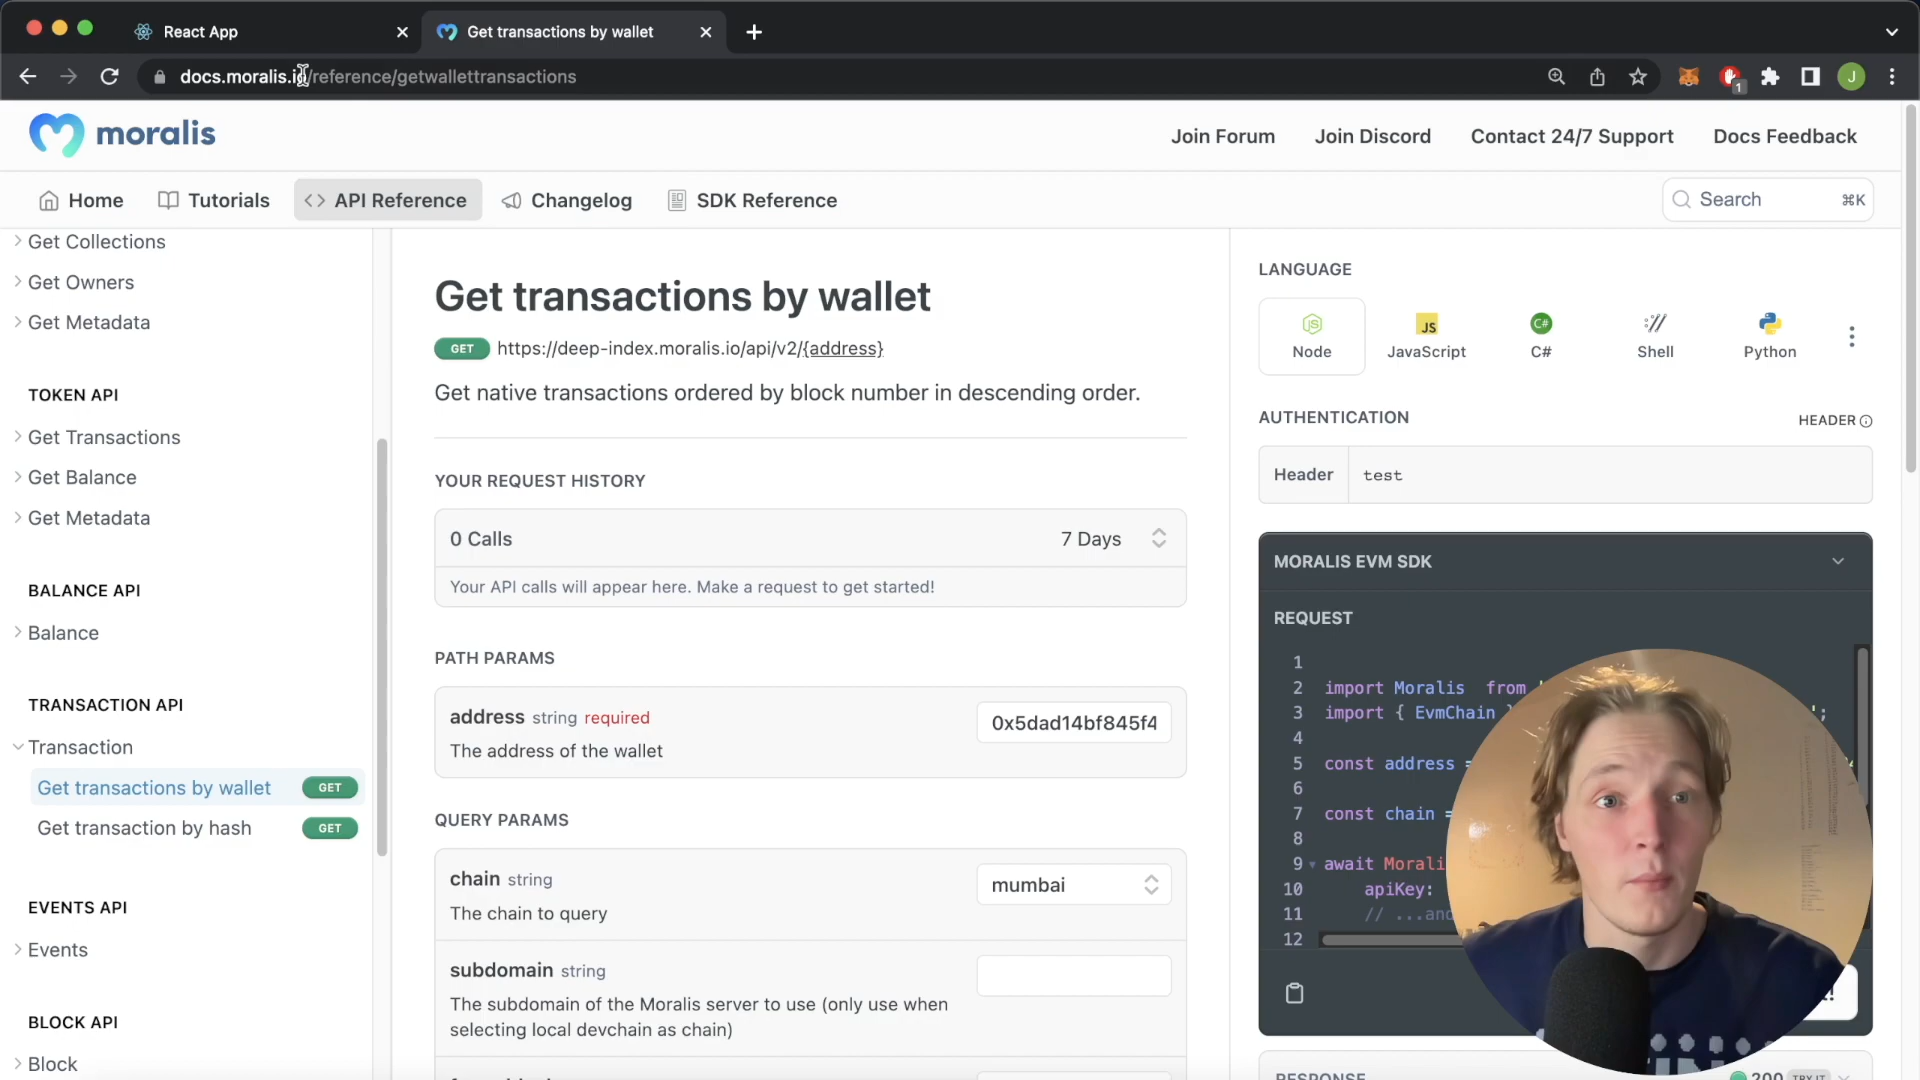 React App
Get transactions by wallet
docs.moralis.io/reference/getwallettransactions
1
J
moralis
Join Forum
Join Discord
Contact 24/7 Support
Docs Feedback
Home
Tutorials
API Reference
Changelog
SDK Reference
Search
⌘K
Get Collections
Get Owners
Get Metadata
TOKEN API
Get Transactions
Get Balance
Get Metadata
BALANCE API
Balance
TRANSACTION API
Transaction
Get transactions by wallet GET
Get transaction by hash GET
EVENTS API
Events
BLOCK API
Block
Get transactions by wallet
GET https://deep-index.moralis.io/api/v2/{address}
Get native transactions ordered by block number in descending order.
YOUR REQUEST HISTORY
0 Calls 7 Days
Your API calls will appear here. Make a request to get started!
PATH PARAMS
address string required 0x5dad14bf845f4
The address of the wallet
QUERY PARAMS
chain string mumbai
The chain to query
subdomain string
The subdomain of the Moralis server to use (only use when
selecting local devchain as chain)
LANGUAGE
JS C#
Node JavaScript C# Shell Python
AUTHENTICATION HEADER
Header test
MORALIS EVM SDK
REQUEST
1
2 import Moralis from '
3 import { EvmChain } ';
4
5 const address =
6
7 const chain =
8
9 await Morali
10 apiKey:
11 // ...and
12
RESPONSE 200 TRY IT